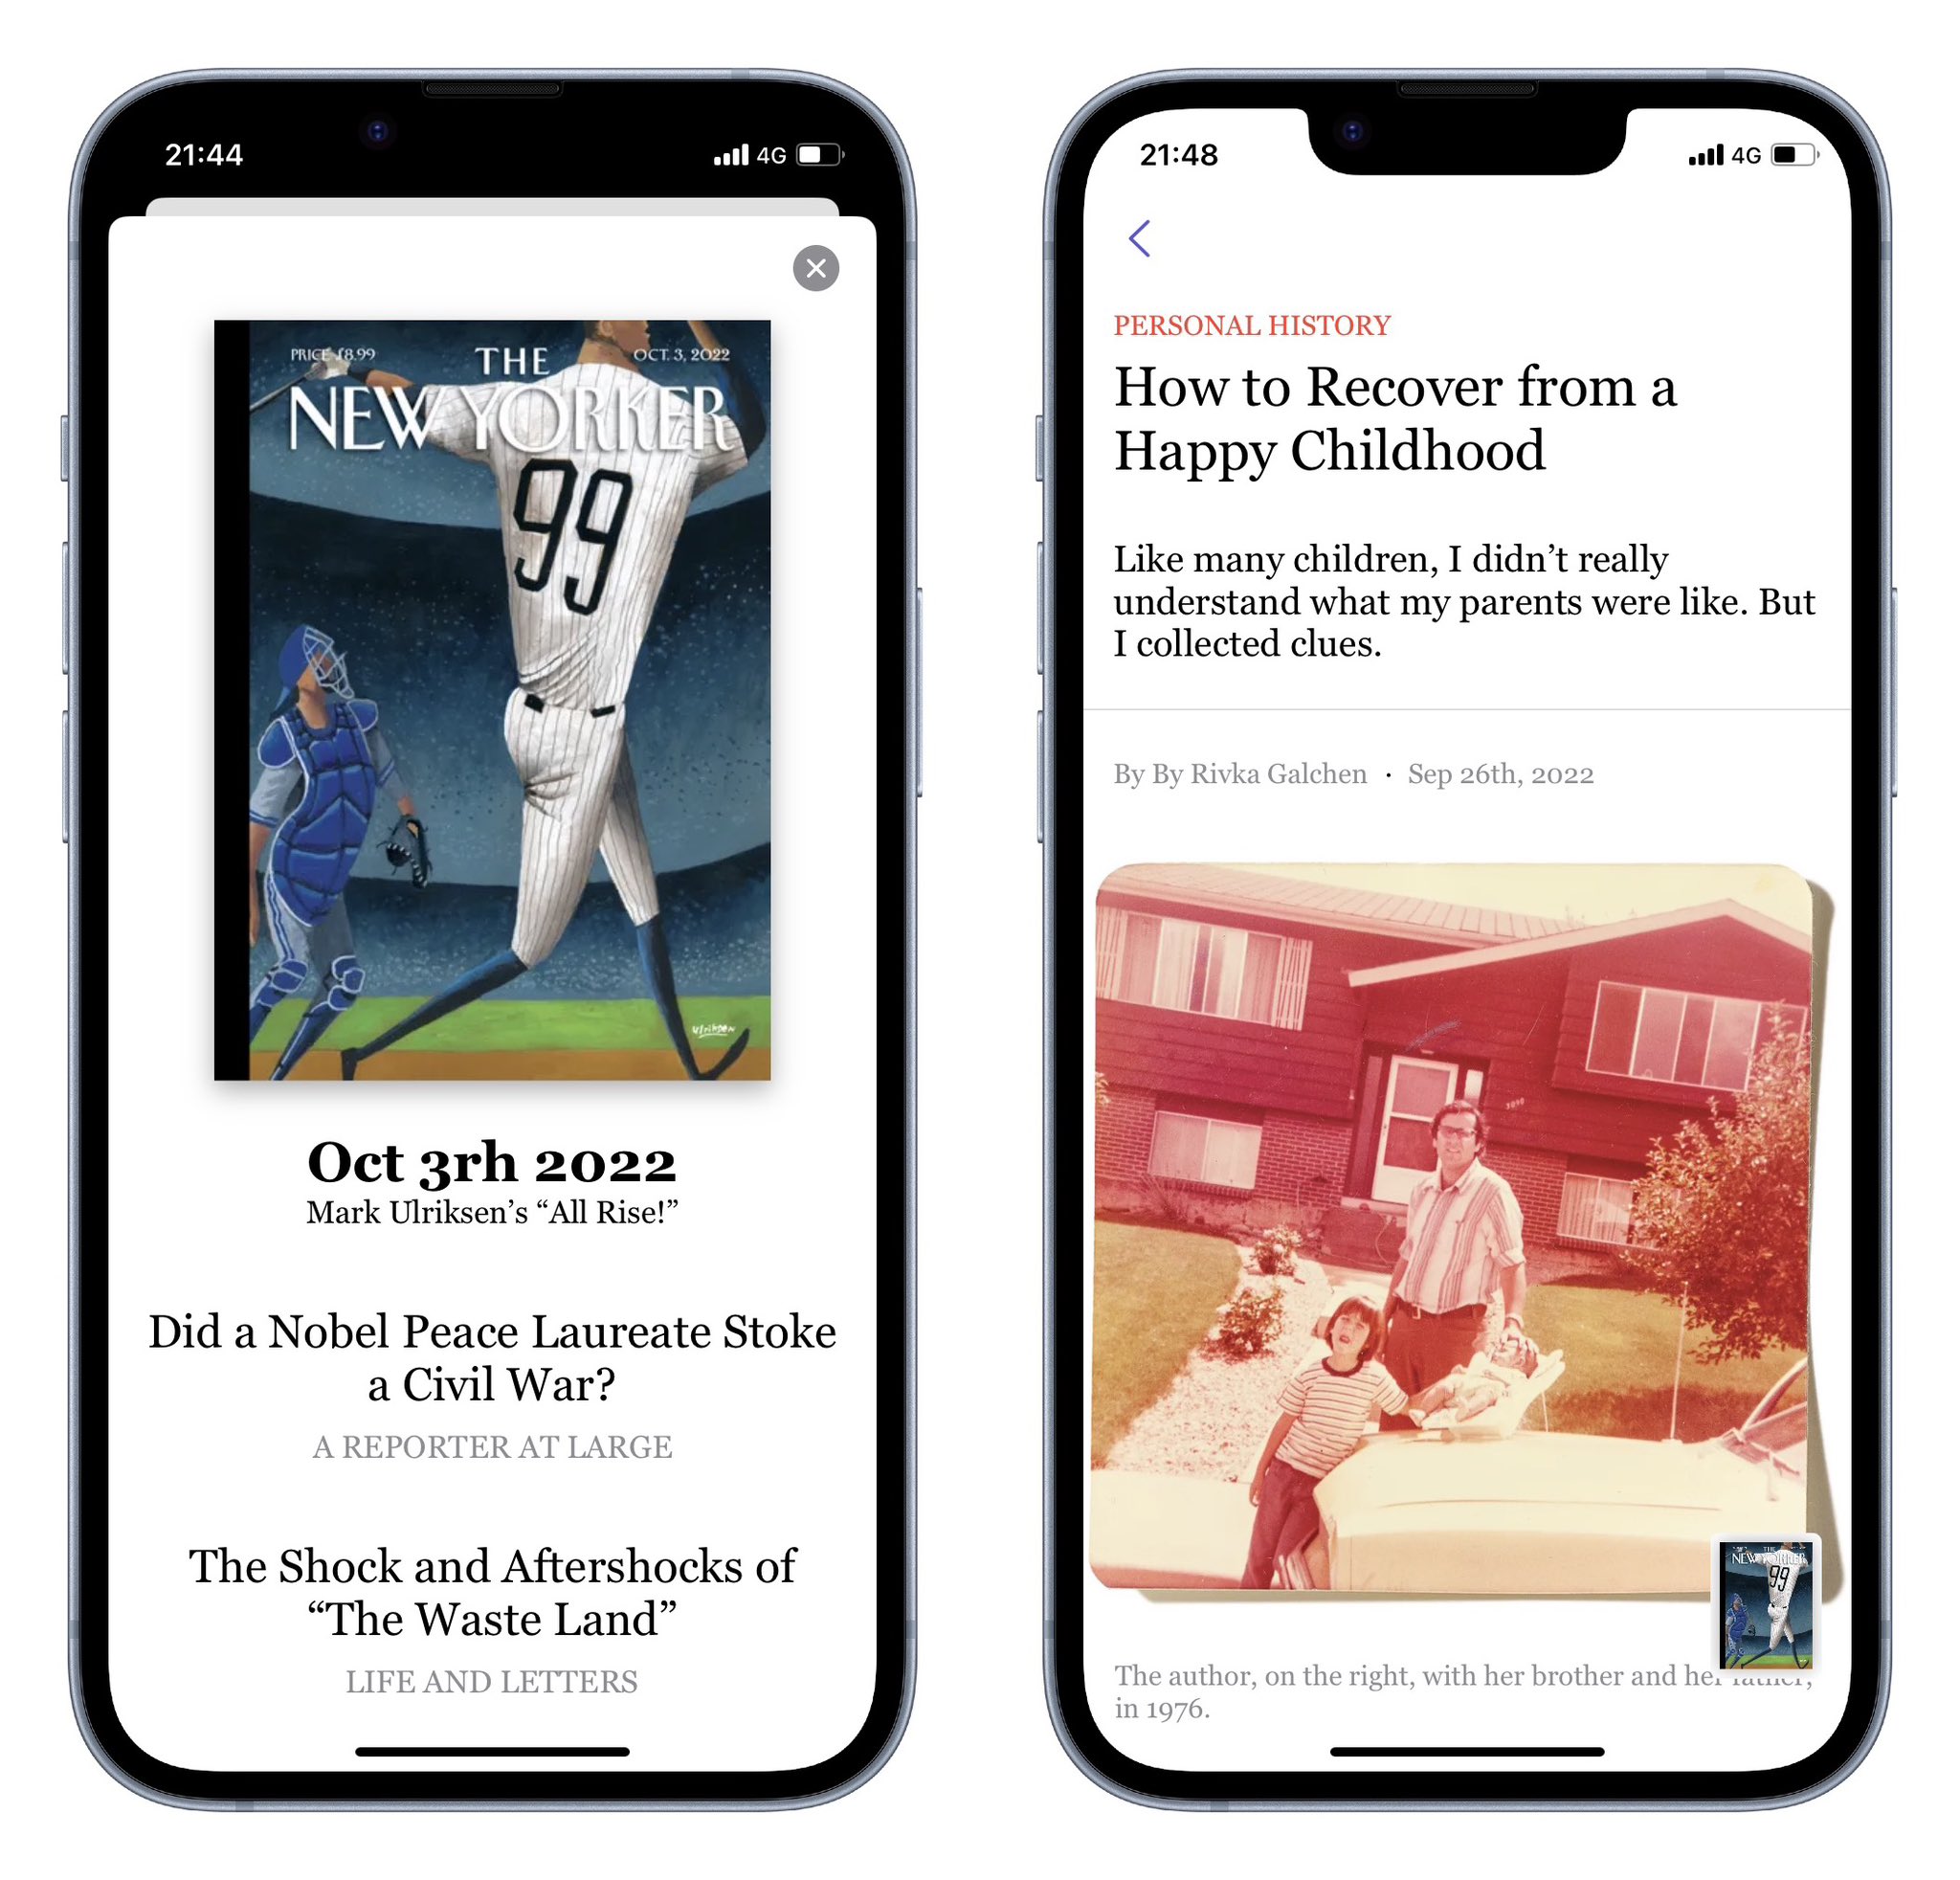 21:44
4G
PRICE £8.99
THE
OCT. 3, 2022
NEW YORKER
99
Ulriksen
Oct 3rh 2022
Mark Ulriksen’s “All Rise!”
Did a Nobel Peace Laureate Stoke
a Civil War?
A REPORTER AT LARGE
The Shock and Aftershocks of
“The Waste Land”
LIFE AND LETTERS
21:48
4G
PERSONAL HISTORY
How to Recover from a
Happy Childhood
Like many children, I didn’t really
understand what my parents were like. But
I collected clues.
By By Rivka Galchen · Sep 26th, 2022
THE
NEW YORKER
99
The author, on the right, with her brother and her father,
in 1976.